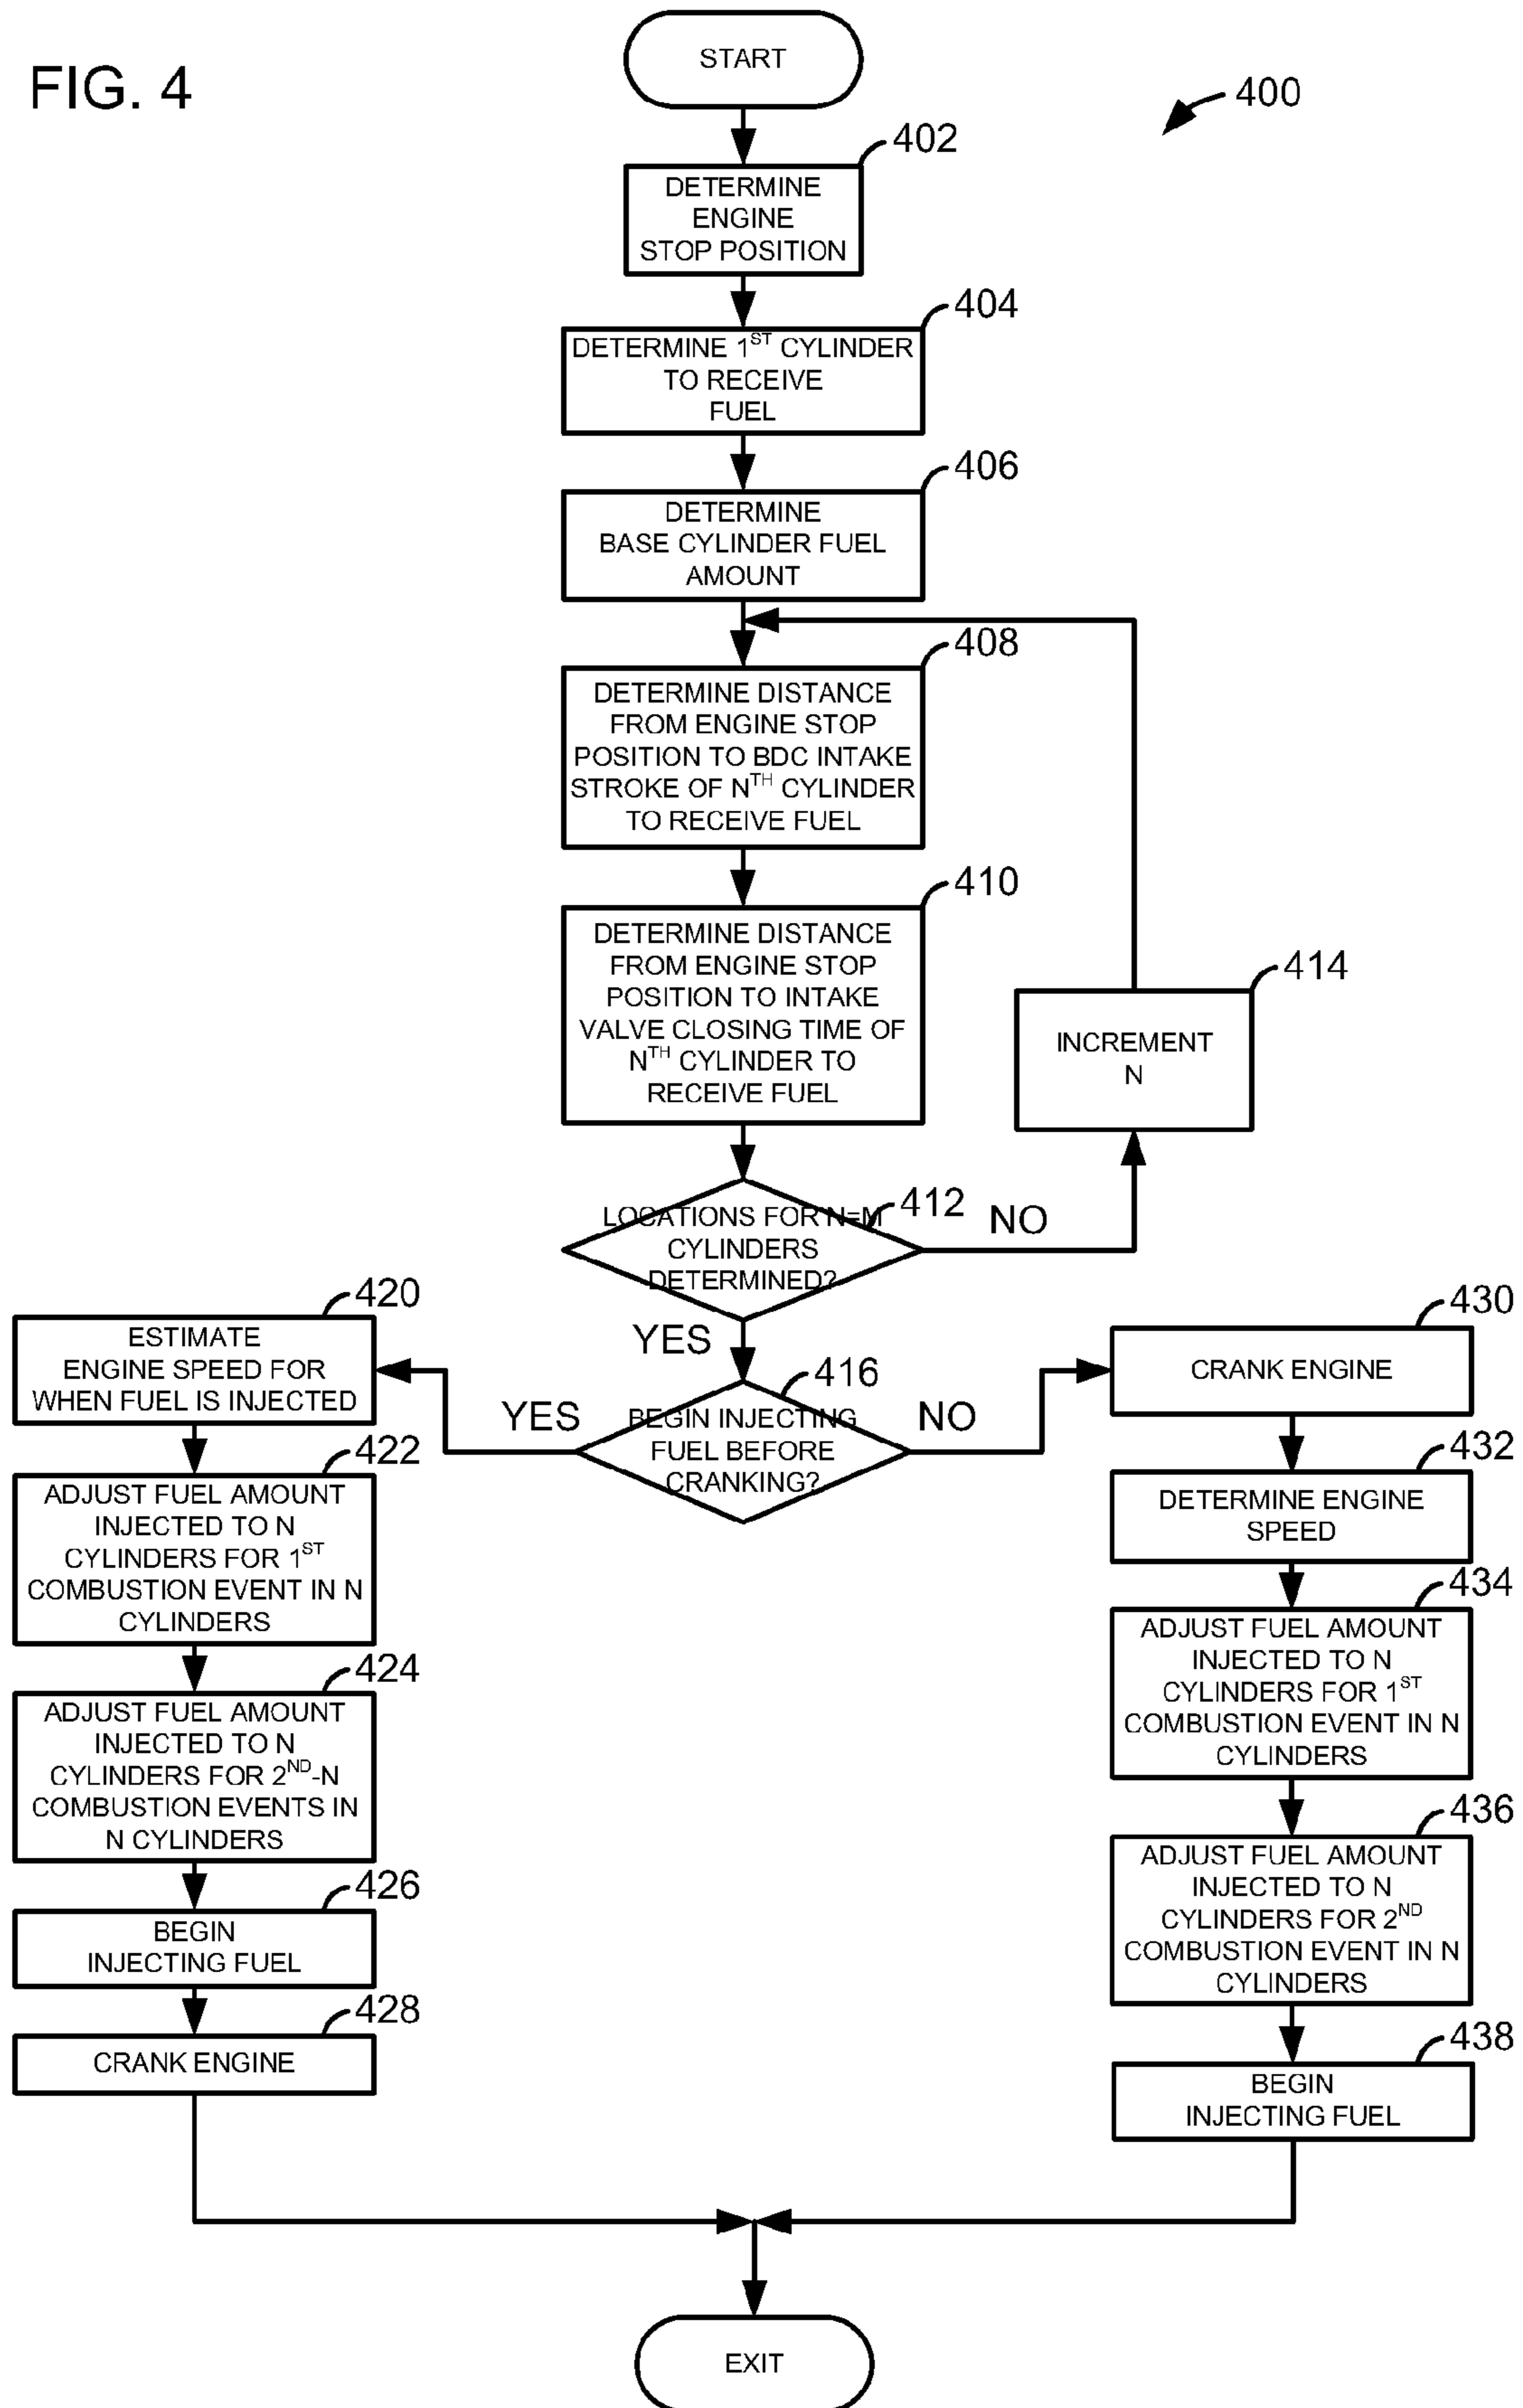 FIG. 4
START
400
402
DETERMINE
ENGINE
STOP POSITION
404
DETERMINE 1ST CYLINDER
TO RECEIVE
FUEL
406
DETERMINE
BASE CYLINDER FUEL
AMOUNT
408
DETERMINE DISTANCE
FROM ENGINE STOP
POSITION TO BDC INTAKE
STROKE OF NTH CYLINDER
TO RECEIVE FUEL
410
DETERMINE DISTANCE
FROM ENGINE STOP
POSITION TO INTAKE
VALVE CLOSING TIME OF
NTH CYLINDER TO
RECEIVE FUEL
414
INCREMENT
N
412
LOCATIONS FOR N=M
CYLINDERS
DETERMINED?
NO
YES
416
BEGIN INJECTING
FUEL BEFORE
CRANKING?
YES
NO
420
ESTIMATE
ENGINE SPEED FOR
WHEN FUEL IS INJECTED
422
ADJUST FUEL AMOUNT
INJECTED TO N
CYLINDERS FOR 1ST
COMBUSTION EVENT IN N
CYLINDERS
424
ADJUST FUEL AMOUNT
INJECTED TO N
CYLINDERS FOR 2ND-N
COMBUSTION EVENTS IN
N CYLINDERS
426
BEGIN
INJECTING FUEL
428
CRANK ENGINE
430
CRANK ENGINE
432
DETERMINE ENGINE
SPEED
434
ADJUST FUEL AMOUNT
INJECTED TO N
CYLINDERS FOR 1ST
COMBUSTION EVENT IN N
CYLINDERS
436
ADJUST FUEL AMOUNT
INJECTED TO N
CYLINDERS FOR 2ND
COMBUSTION EVENT IN N
CYLINDERS
438
BEGIN
INJECTING FUEL
EXIT